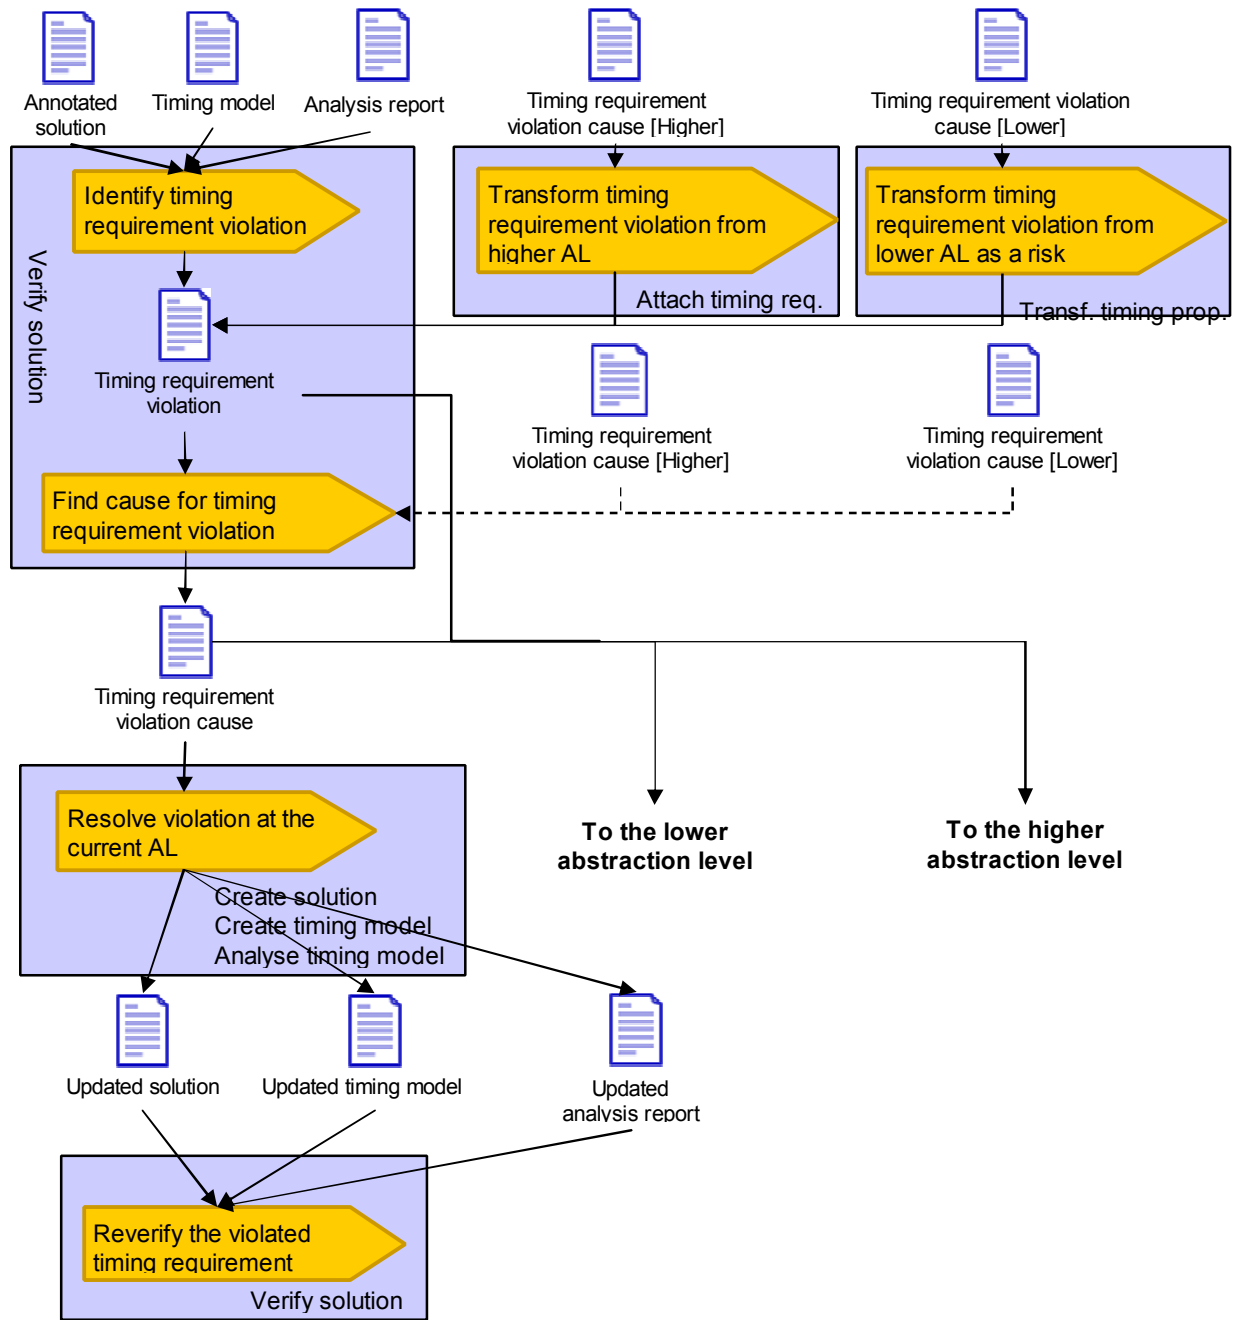 Annotated
solution
Timing model
Analysis report
Timing requirement
violation cause [Higher]
Timing requirement violation
cause [Lower]
Identify timing
requirement violation
Transform timing
requirement violation from
higher AL
Attach timing req.
Transform timing
requirement violation from
lower AL as a risk
Transf. timing prop.
Verify solution
Timing requirement
violation
Timing requirement
violation cause [Higher]
Timing requirement
violation cause [Lower]
Find cause for timing
requirement violation
Timing requirement
violation cause
Resolve violation at the
current AL
Create solution
Create timing model
Analyse timing model
To the lower
abstraction level
To the higher
abstraction level
Updated solution
Updated timing model
Updated
analysis report
Reverify the violated
timing requirement
Verify solution